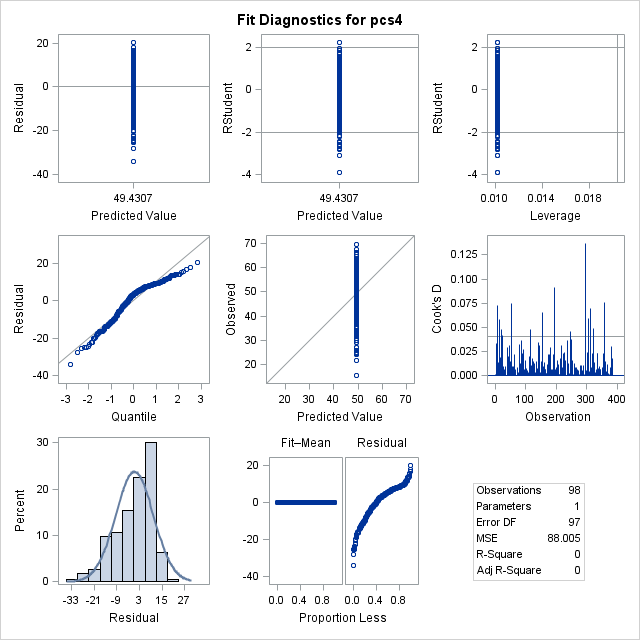 Fit Diagnostics for pcs4
Residual
20
0
-20
-40
49.4307
Predicted Value
RStudent
2
0
-2
-4
49.4307
Predicted Value
RStudent
2
0
-2
-4
0.010 0.014 0.018
Leverage
Residual
20
0
-20
-40
-3 -2 -1 0 1 2 3
Quantile
Observed
70
60
50
40
30
20
20 30 40 50 60 70
Predicted Value
Cook's D
0.125
0.100
0.075
0.050
0.025
0.000
0 100 200 300 400
Observation
Percent
30
20
10
0
-33 -21 -9 3 15 27
Residual
Fit–Mean Residual
20
0
-20
-40
0.0 0.4 0.8 0.0 0.4 0.8
Proportion Less
Observations 98
Parameters 1
Error DF 97
MSE 88.005
R-Square 0
Adj R-Square 0